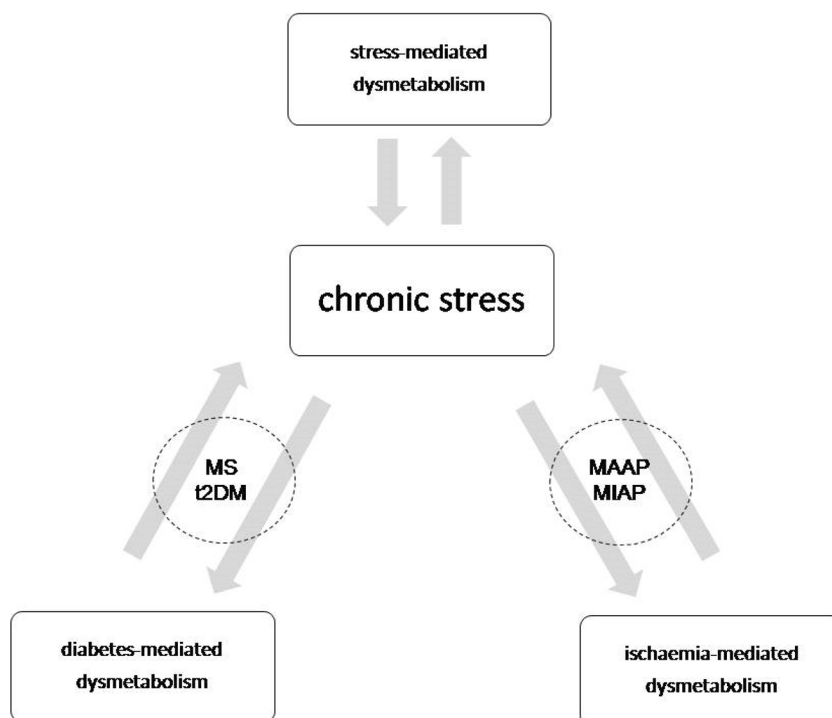 stress-mediated
dysmetabolism
chronic stress
MS
t2DM
MAAP
MIAP
diabetes-mediated
dysmetabolism
ischaemia-mediated
dysmetabolism